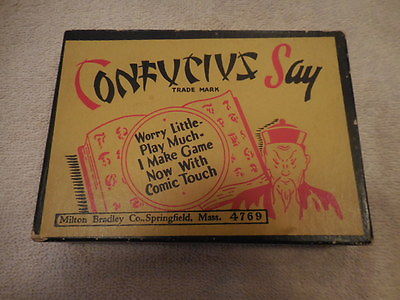 CONFUCIUS Say
TRADE MARK
Worry Little-
Play Much-
I Make Game
Now With
Comic Touch
Milton Bradley Co., Springfield, Mass. 4769